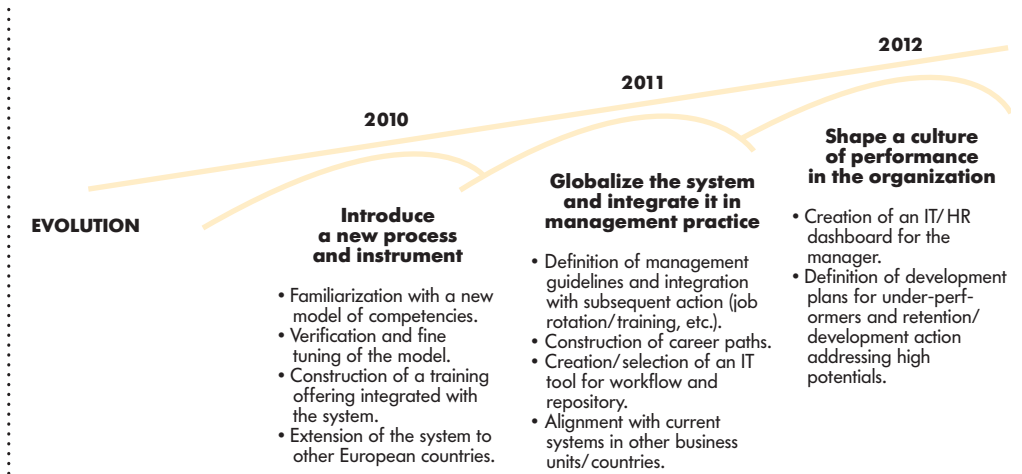 EVOLUTION
2010
Introduce
a new process
and instrument
• Familiarization with a new
model of competencies.
• Verification and fine
tuning of the model.
• Construction of a training
offering integrated with
the system.
• Extension of the system to
other European countries.
2011
Globalize the system
and integrate it in
management practice
• Definition of management
guidelines and integration
with subsequent action (job
rotation/training, etc.).
• Construction of career paths.
• Creation/selection of an IT
tool for workflow and
repository.
• Alignment with current
systems in other business
units/countries.
2012
Shape a culture
of performance
in the organization
• Creation of an IT/HR
dashboard for the
manager.
• Definition of development
plans for under-perf-
ormers and retention/
development action
addressing high
potentials.